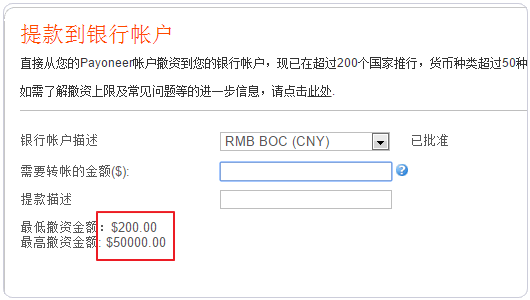 提款到银行帐户
直接从您的Payoneer帐户撤资到您的银行帐户，现已在超过200个国家推行，货币种类超过50种
如需了解撤资上限及常见问题等的进一步信息，请点击此处.
银行帐户描述 RMB BOC (CNY) 已批准
需要转帐的金额($): ?
提款描述
最低撤资金额：$200.00
最高撤资金额: $50000.00